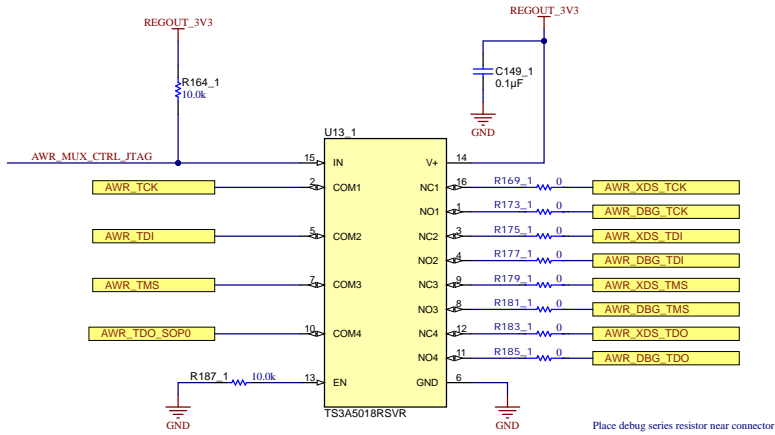 REGOUT_3V3
REGOUT_3V3
R164_1
10.0k
C149_1
0.1µF
GND
U13_1
AWR_MUX_CTRL_JTAG
15 IN V+ 14
AWR_TCK 2 COM1 NC1 16 R169_1 0 AWR_XDS_TCK
NO1 1 R173_1 0 AWR_DBG_TCK
AWR_TDI 5 COM2 NC2 3 R175_1 0 AWR_XDS_TDI
NO2 4 R177_1 0 AWR_DBG_TDI
AWR_TMS 7 COM3 NC3 9 R179_1 0 AWR_XDS_TMS
NO3 8 R181_1 0 AWR_DBG_TMS
AWR_TDO_SOP0 10 COM4 NC4 12 R183_1 0 AWR_XDS_TDO
NO4 11 R185_1 0 AWR_DBG_TDO
R187_1 10.0k 13 EN GND 6
GND
TS3A5018RSVR
GND
Place debug series resistor near connector